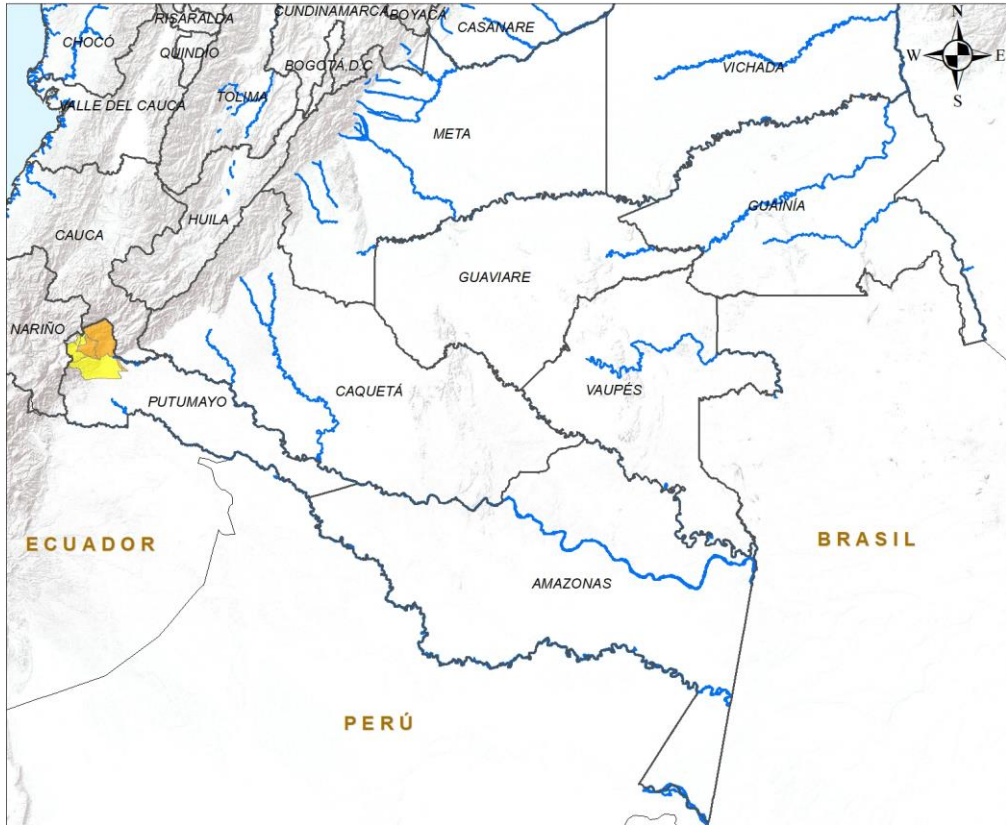 CUNDINAMARCA
BOYACÁ
RISARALDA
CASANARE
N
CHOCÓ
QUINDÍO
BOGOTÁ D.C
W
E
VICHADA
VALLE DEL CAUCA
TOLIMA
S
META
HUILA
GUAINÍA
CAUCA
GUAVIARE
NARIÑO
CAQUETÁ
VAUPÉS
PUTUMAYO
ECUADOR
BRASIL
AMAZONAS
PERÚ